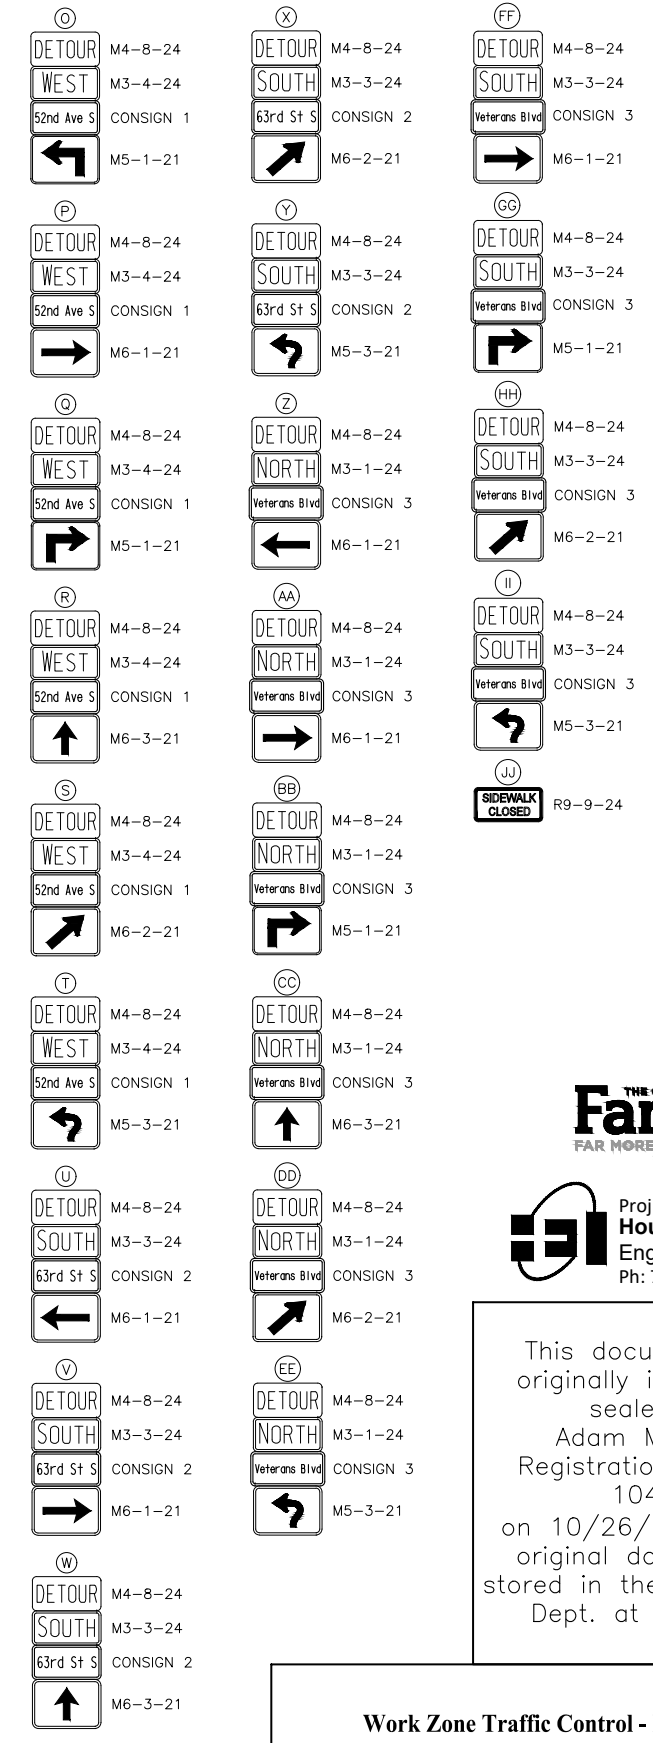 O
DETOUR M4-8-24
WEST M3-4-24
52nd Ave S CONSIGN 1
M5-1-21
P
DETOUR M4-8-24
WEST M3-4-24
52nd Ave S CONSIGN 1
M6-1-21
Q
DETOUR M4-8-24
WEST M3-4-24
52nd Ave S CONSIGN 1
M5-1-21
R
DETOUR M4-8-24
WEST M3-4-24
52nd Ave S CONSIGN 1
M6-3-21
S
DETOUR M4-8-24
WEST M3-4-24
52nd Ave S CONSIGN 1
M6-2-21
T
DETOUR M4-8-24
WEST M3-4-24
52nd Ave S CONSIGN 1
M5-3-21
U
DETOUR M4-8-24
SOUTH M3-3-24
63rd St S CONSIGN 2
M6-1-21
V
DETOUR M4-8-24
SOUTH M3-3-24
63rd St S CONSIGN 2
M6-1-21
W
DETOUR M4-8-24
SOUTH M3-3-24
63rd St S CONSIGN 2
M6-3-21
X
DETOUR M4-8-24
SOUTH M3-3-24
63rd St S CONSIGN 2
M6-2-21
Y
DETOUR M4-8-24
SOUTH M3-3-24
63rd St S CONSIGN 2
M5-3-21
Z
DETOUR M4-8-24
NORTH M3-1-24
Veterans Blvd CONSIGN 3
M6-1-21
AA
DETOUR M4-8-24
NORTH M3-1-24
Veterans Blvd CONSIGN 3
M6-1-21
BB
DETOUR M4-8-24
NORTH M3-1-24
Veterans Blvd CONSIGN 3
M5-1-21
CC
DETOUR M4-8-24
NORTH M3-1-24
Veterans Blvd CONSIGN 3
M6-3-21
DD
DETOUR M4-8-24
NORTH M3-1-24
Veterans Blvd CONSIGN 3
M6-2-21
EE
DETOUR M4-8-24
NORTH M3-1-24
Veterans Blvd CONSIGN 3
M5-3-21
FF
DETOUR M4-8-24
SOUTH M3-3-24
Veterans Blvd CONSIGN 3
M6-1-21
GG
DETOUR M4-8-24
SOUTH M3-3-24
Veterans Blvd CONSIGN 3
M5-1-21
HH
DETOUR M4-8-24
SOUTH M3-3-24
Veterans Blvd CONSIGN 3
M6-2-21
II
DETOUR M4-8-24
SOUTH M3-3-24
Veterans Blvd CONSIGN 3
M5-3-21
JJ
SIDEWALK
CLOSED R9-9-24
THE
Far
FAR MORE
Proj
Hou
Eng
Ph: 7
This docu
originally i
seale
Adam M
Registratio
104
on 10/26/
original do
stored in the
Dept. at
Work Zone Traffic Control -